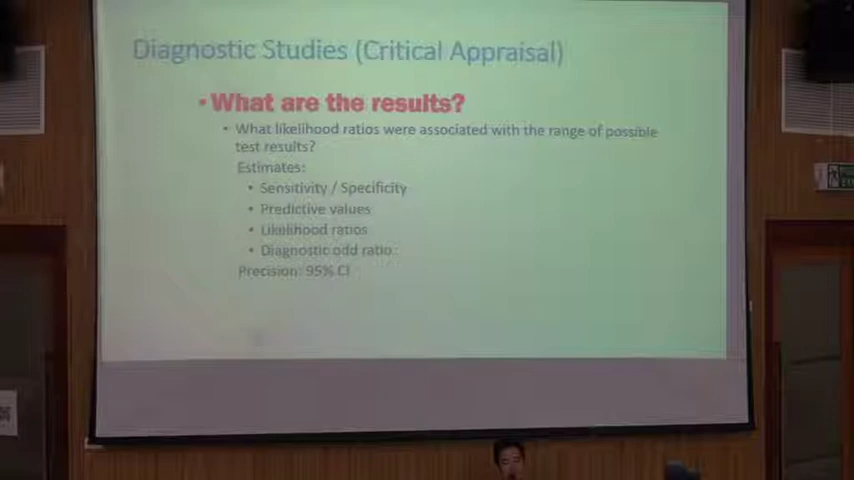 Diagnostic Studies (Critical Appraisal)
• What are the results?
• What likelihood ratios were associated with the range of possible
test results?
Estimates:
• Sensitivity / Specificity
• Predictive values
• Likelihood ratios
• Diagnostic odd ratio:
Precision: 95% CI